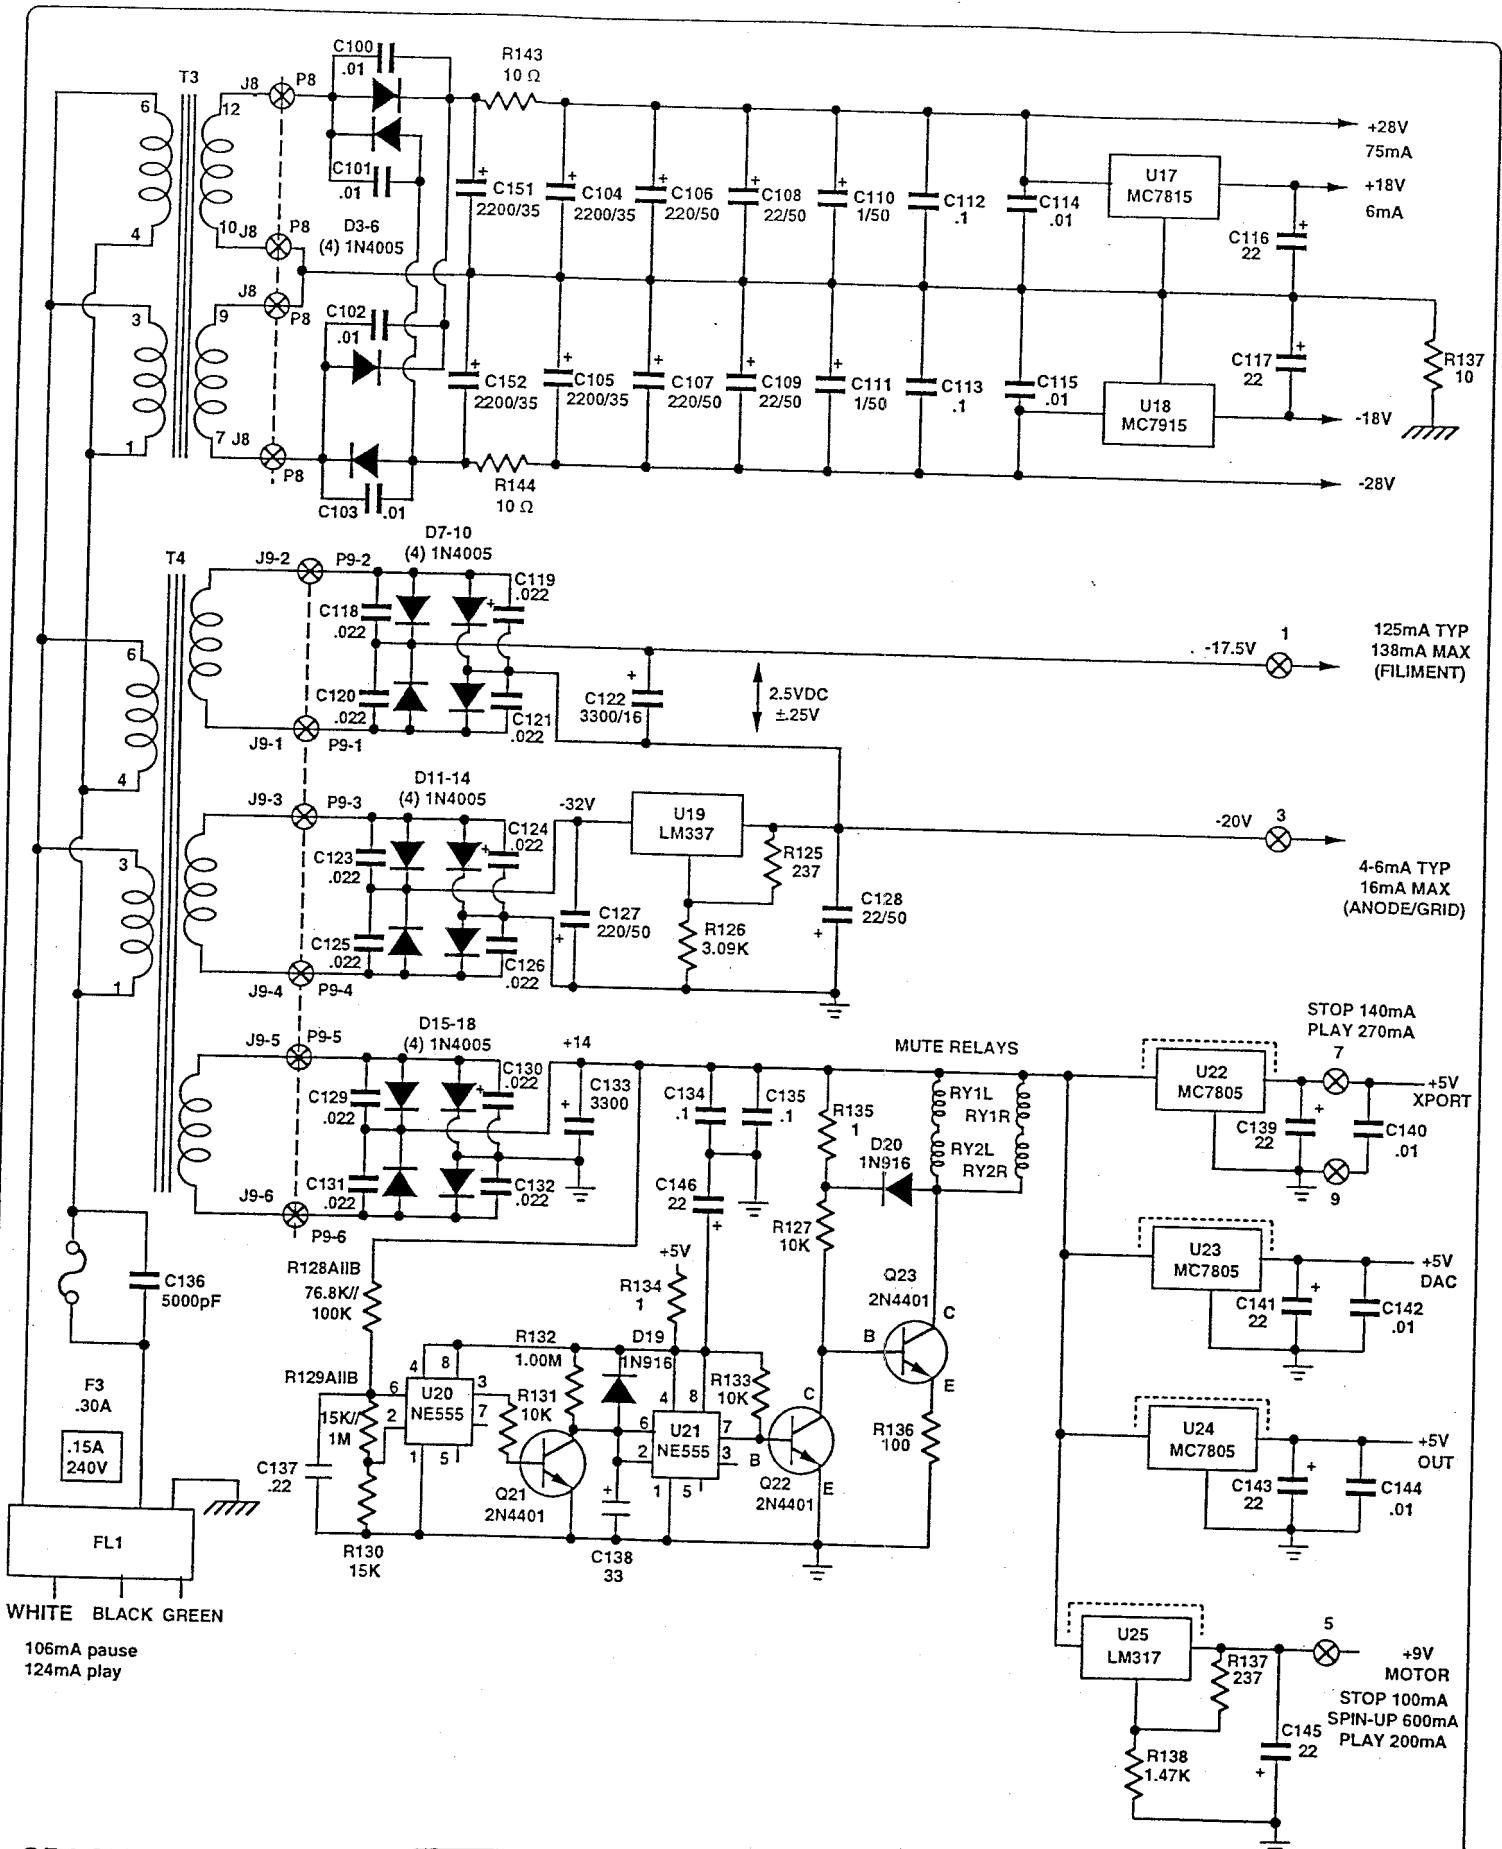 T3
6
12
4
10
3
9
1
7
J8
P8
J8
P8
J8
P8
J8
P8
C100
.01
C101
.01
D3-6
(4) 1N4005
C102
.01
C103
.01
R143
10 Ω
R144
10 Ω
+
C151
2200/35
+
C104
2200/35
+
C106
220/50
+
C108
22/50
+
C110
1/50
C112
.1
C114
.01
+
C152
2200/35
+
C105
2200/35
+
C107
220/50
+
C109
22/50
+
C111
1/50
C113
.1
C115
.01
U17
MC7815
U18
MC7915
+
C116
22
+
C117
22
R137
10
+28V
75mA
+18V
6mA
-18V
-28V
T4
6
4
3
1
J9-2
P9-2
J9-1
P9-1
D7-10
(4) 1N4005
C118
.022
+
C119
.022
C120
.022
C121
.022
+
C122
3300/16
2.5VDC
±.25V
-17.5V
1
125mA TYP
138mA MAX
(FILIMENT)
J9-3
P9-3
J9-4
P9-4
D11-14
(4) 1N4005
C123
.022
+
C124
.022
C125
.022
C126
.022
-32V
+
C127
220/50
U19
LM337
R125
237
R126
3.09K
C128
22/50
+
-20V
3
4-6mA TYP
16mA MAX
(ANODE/GRID)
J9-5
P9-5
J9-6
P9-6
D15-18
(4) 1N4005
C129
.022
+
C130
.022
C131
.022
C132
.022
+14
+
C133
3300
C134
.1
C135
.1
C146
22
+
R135
1
R127
10K
D20
1N916
MUTE RELAYS
RY1L
RY1R
RY2L
RY2R
STOP 140mA
PLAY 270mA
7
U22
MC7805
+
C139
22
C140
.01
+5V
XPORT
9
U23
MC7805
+
C141
22
C142
.01
+5V
DAC
U24
MC7805
+
C143
22
C144
.01
+5V
OUT
U25
LM317
R137
237
R138
1.47K
C145
22
+
5
+9V
MOTOR
STOP 100mA
SPIN-UP 600mA
PLAY 200mA
C136
5000pF
F3
.30A
.15A
240V
FL1
WHITE BLACK GREEN
106mA pause
124mA play
R128AIIB
76.8K//
100K
R129AIIB
15K//
1M
C137
.22
R130
15K
4
8
6
2
3
7
1
5
U20
NE555
R132
1.00M
R131
10K
Q21
2N4401
D19
1N916
+5V
R134
1
+
C138
33
4
8
6
2
7
3
1
5
U21
NE555
R133
10K
B
C
E
Q22
2N4401
Q23
2N4401
B
C
E
R136
100